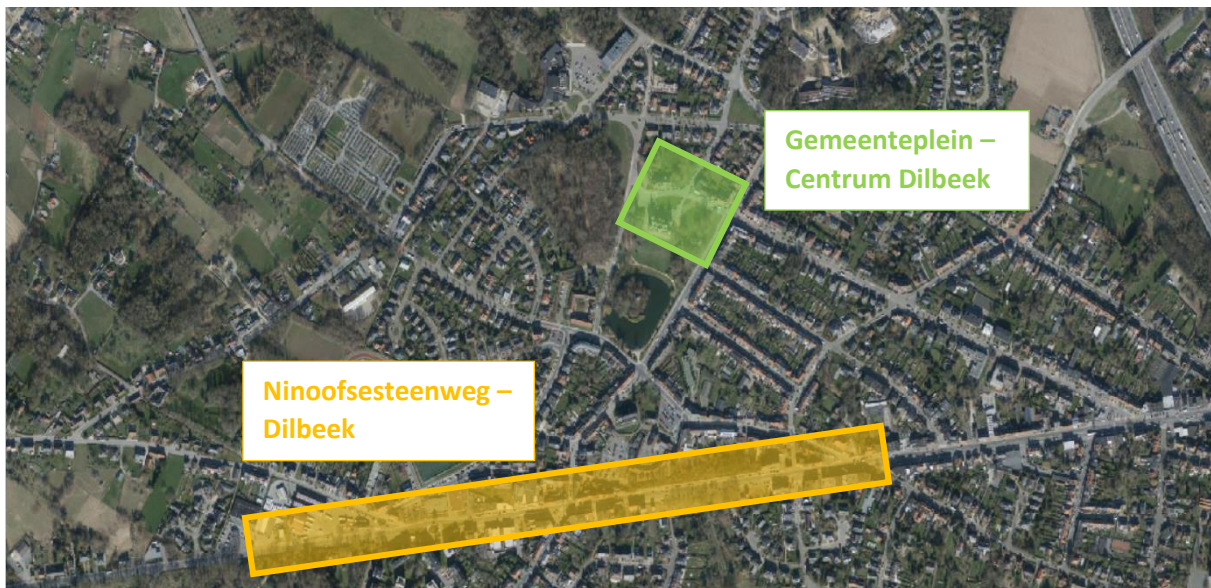 Gemeenteplein –
Centrum Dilbeek
Ninoofsesteenweg –
Dilbeek